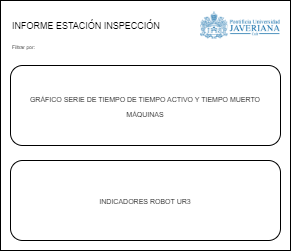 INFORME ESTACIÓN INSPECCIÓN
Pontificia Universidad
JAVERIANA
Cali
Filtrar por:
GRÁFICO SERIE DE TIEMPO DE TIEMPO ACTIVO Y TIEMPO MUERTO
MÁQUINAS
INDICADORES ROBOT UR3